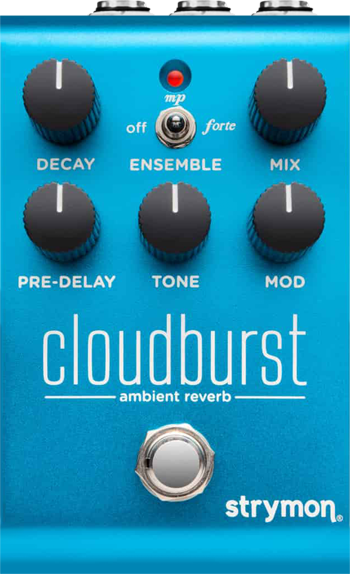 mp
off forte
DECAY ENSEMBLE MIX
PRE-DELAY TONE MOD
cloudburst
ambient reverb
strymon®